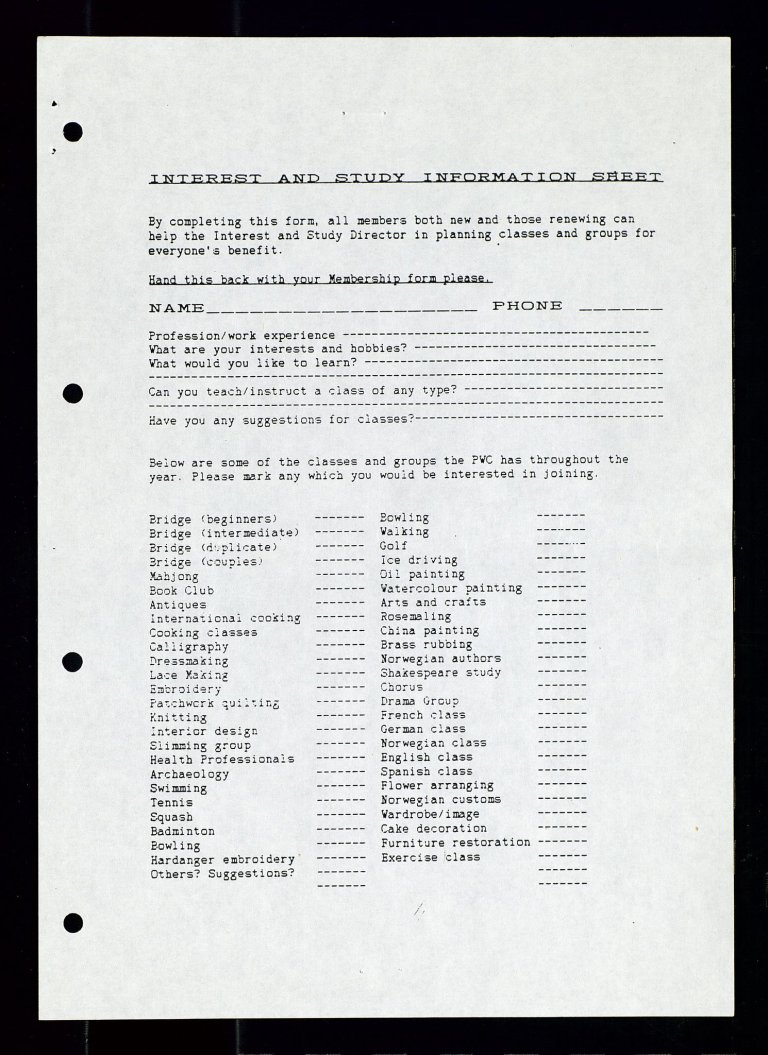 INTEREST AND STUDY INFORMATION SHEET
By completing this form, all members both new and those renewing can
help the Interest and Study Director in planning classes and groups for
everyone's benefit.
Hand this back with your Membership form please.
NAME______________________ PHONE _______
Profession/work experience -------------------------------------------
What are your interests and hobbies? -----------------------------------
What would you like to learn? ------------------------------------------
------------------------------------------------------------------------
Can you teach/instruct a class of any type? ----------------------------
------------------------------------------------------------------------
Have you any suggestions for classes?-----------------------------------
Below are some of the classes and groups the PWC has throughout the
year. Please mark any which you would be interested in joining.
Bridge (beginners) ------- Bowling -------
Bridge (intermediate) ------- Walking -------
Bridge (duplicate) ------- Golf -------
Bridge (couples) ------- Ice driving -------
Mahjong ------- Oil painting -------
Book Club ------- Watercolour painting -------
Antiques ------- Arts and crafts -------
International cooking ------- Rosemaling -------
Cooking classes ------- China painting -------
Calligraphy ------- Brass rubbing -------
Dressmaking ------- Norwegian authors -------
Lace Making ------- Shakespeare study -------
Embroidery ------- Chorus -------
Patchwork quilting ------- Drama Group -------
Knitting ------- French class -------
Interior design ------- German class -------
Slimming group ------- Norwegian class -------
Health Professionals ------- English class -------
Archaeology ------- Spanish class -------
Swimming ------- Flower arranging -------
Tennis ------- Norwegian customs -------
Squash ------- Wardrobe/image -------
Badminton ------- Cake decoration -------
Bowling ------- Furniture restoration -------
Hardanger embroidery ------- Exercise class -------
Others? Suggestions? ------- -------
------- -------